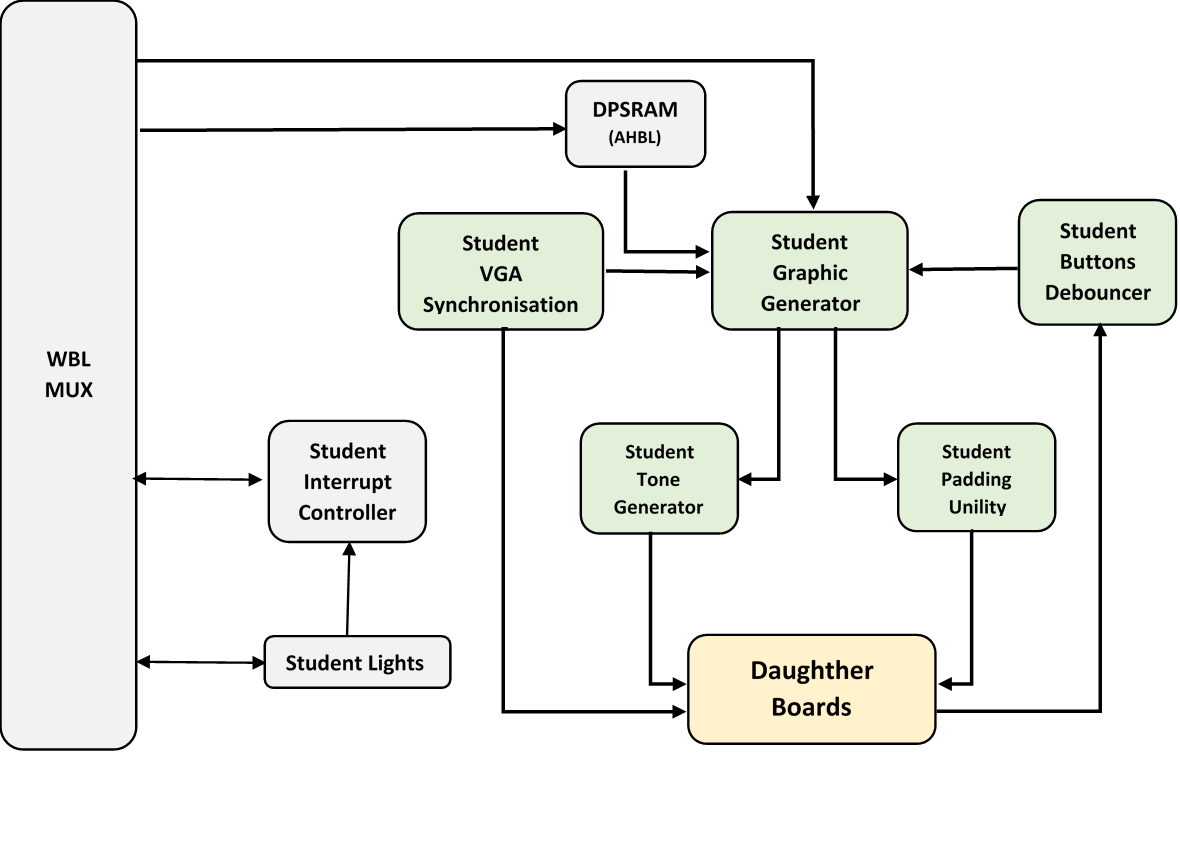 DPSRAM
(AHBL)
Student
VGA
Synchronisation
Student
Graphic
Generator
Student
Buttons
Debouncer
WBL
MUX
Student
Interrupt
Controller
Student
Tone
Generator
Student
Padding
Unility
Student Lights
Daughther
Boards